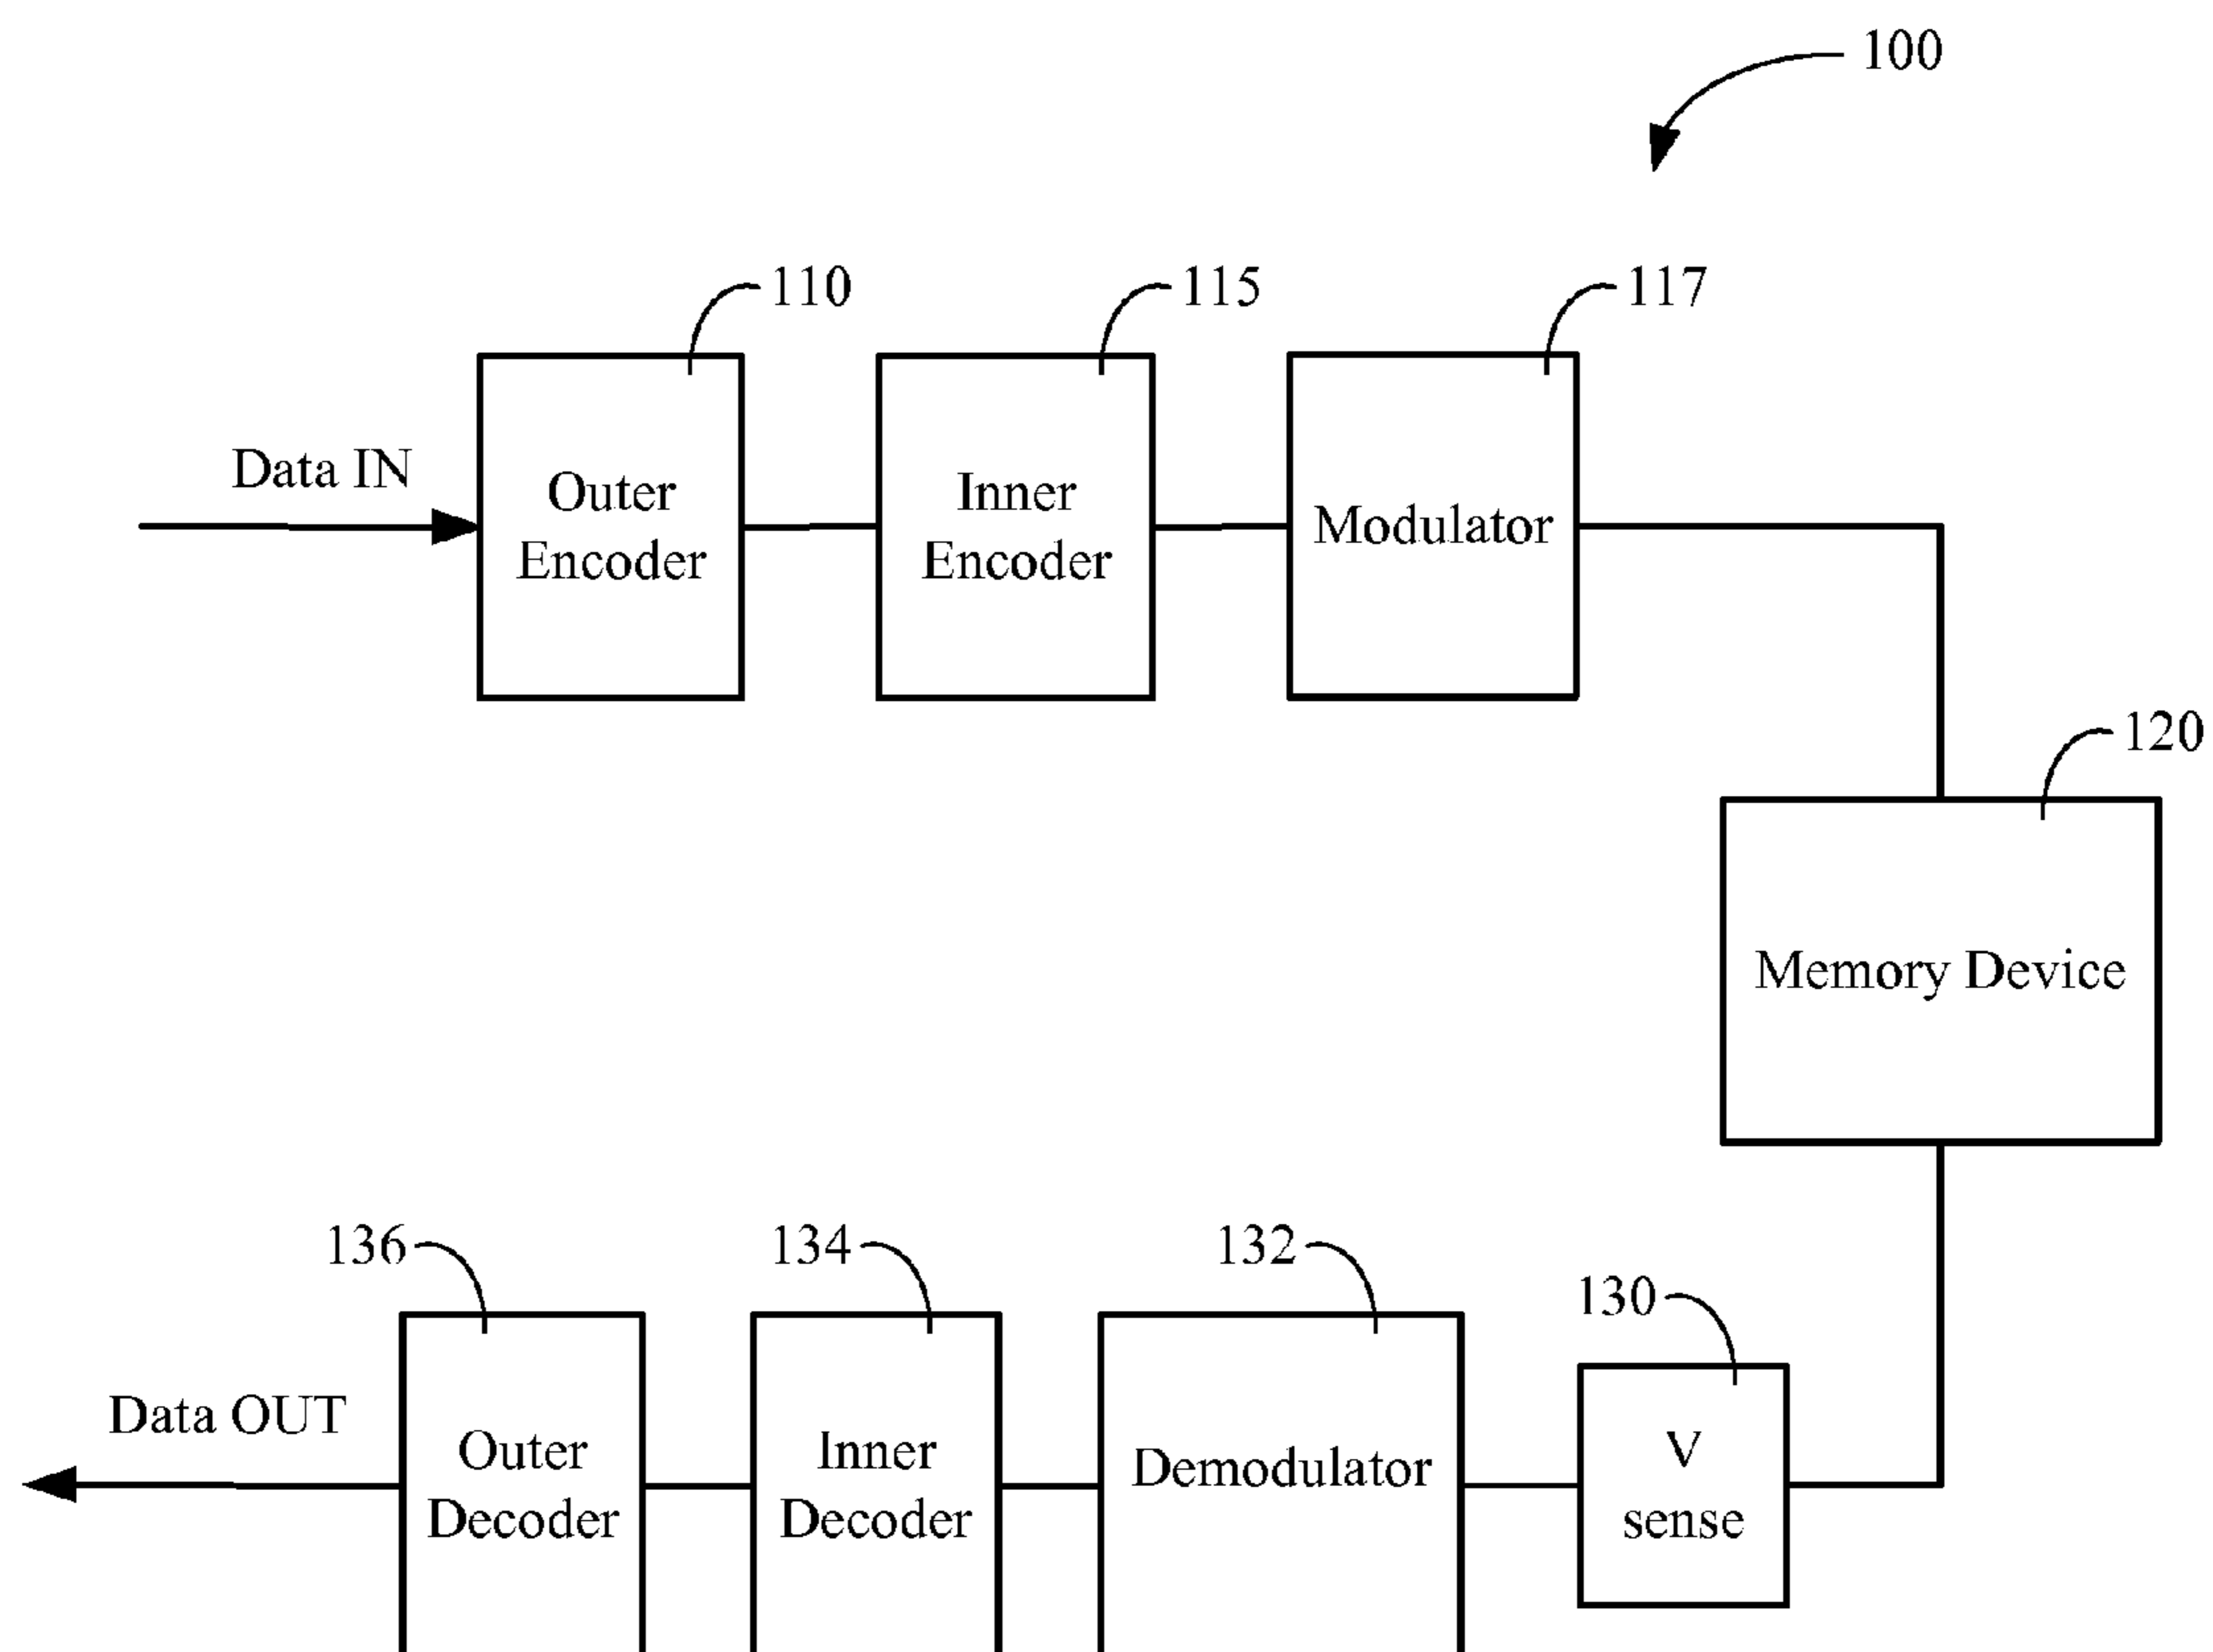 100
110
115
117
Data IN
Outer
Encoder
Inner
Encoder
Modulator
120
Memory Device
136
134
132
130
Data OUT
Outer
Decoder
Inner
Decoder
Demodulator
V
sense